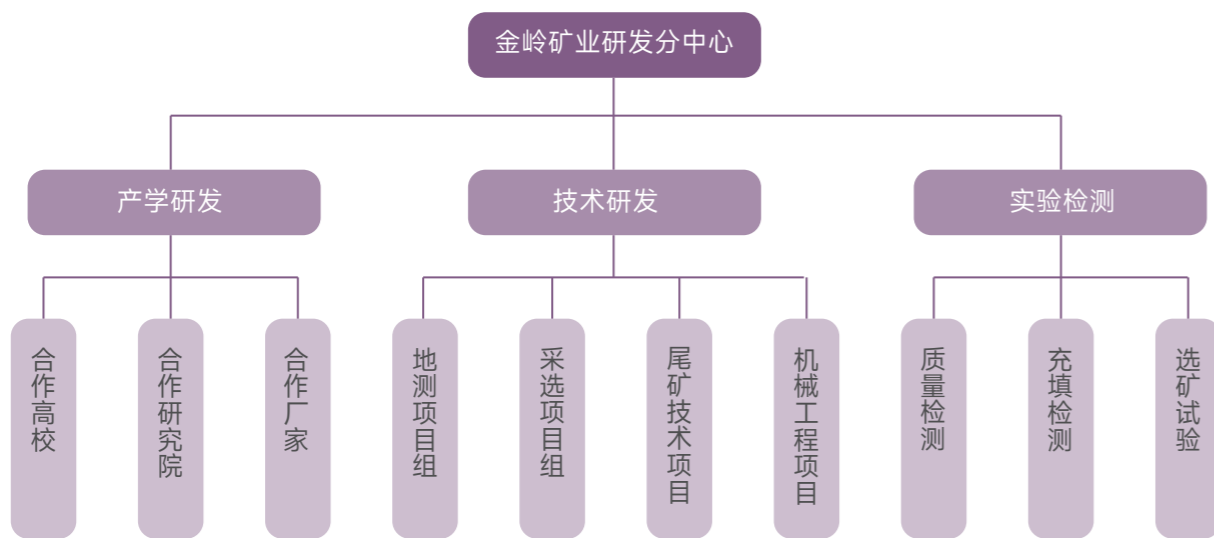 金岭矿业研发分中心
产学研发
技术研发
实验检测
合作高校
合作研究院
合作厂家
地测项目组
采选项目组
尾矿技术项目
机械工程项目
质量检测
充填检测
选矿试验